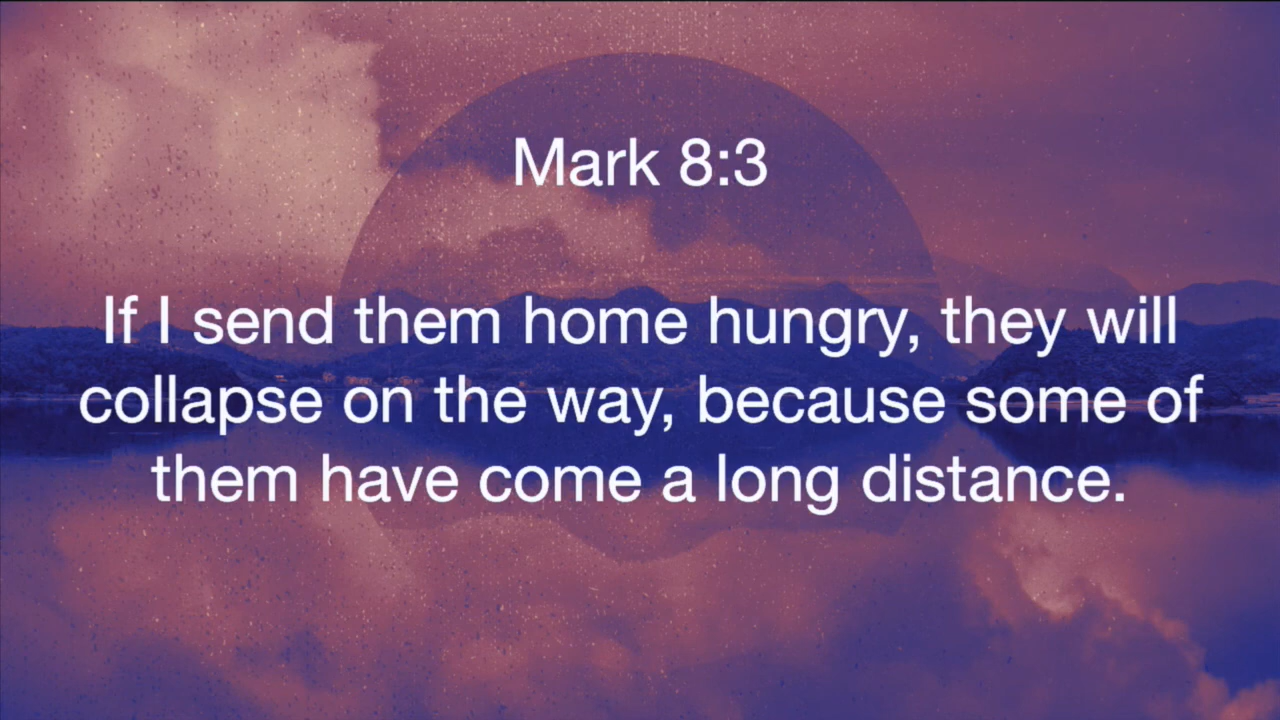 Mark 8:3
If I send them home hungry, they will
collapse on the way, because some of
them have come a long distance.